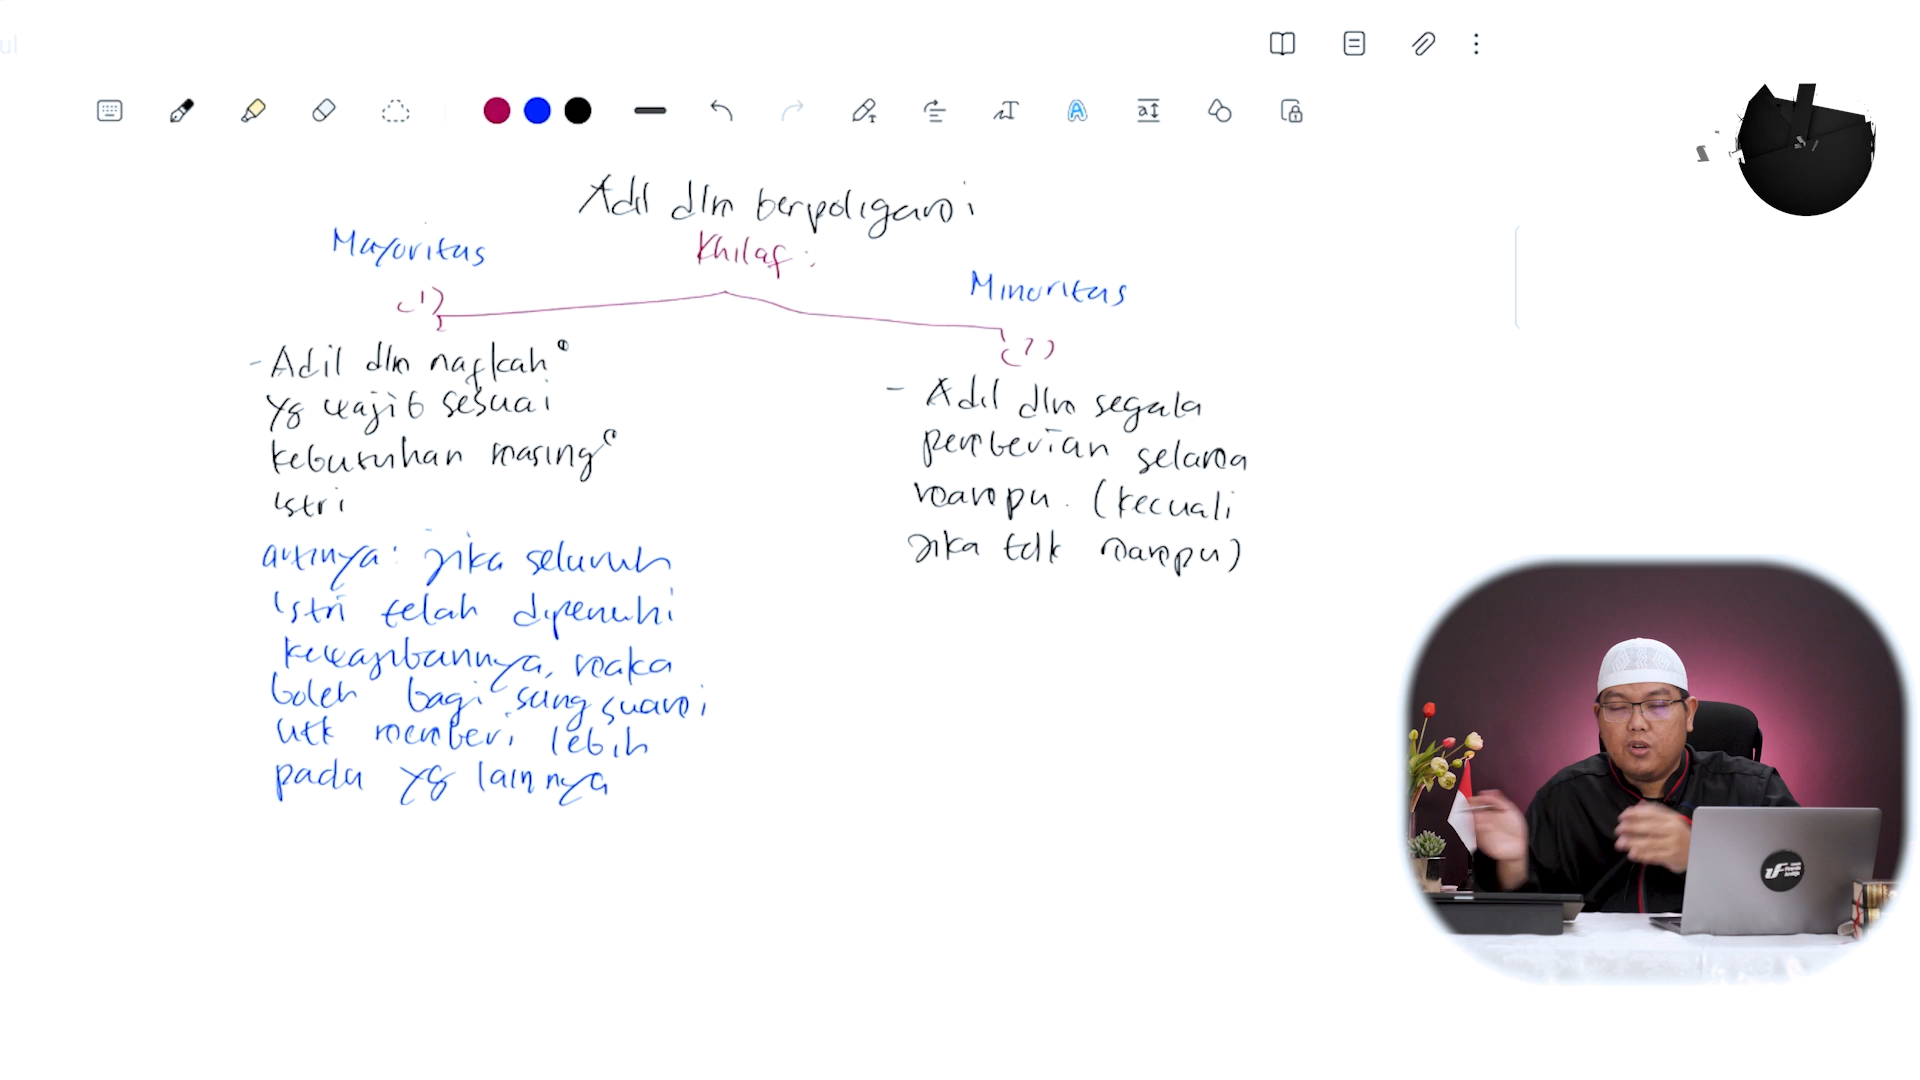 ul
Adil dlm berpoligami
Mayoritas
Khilaf :
Minoritas
(1)
(2)
- Adil dlm nafkah²
yg wajib sesuai
kebutuhan masing²
istri
artinya : jika seluruh
istri telah dipenuhi
kewajibannya, maka
boleh bagi sang suami
utk memberi lebih
pada yg lainnya
- Adil dlm segala
pemberian selama
mampu. (kecuali
jika tdk mampu)